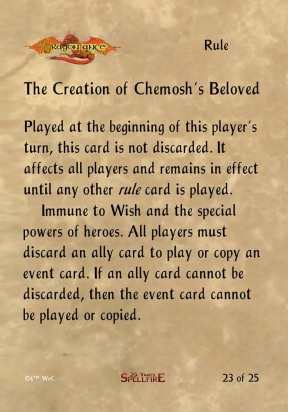 DRAGONLANCE
Rule
The Creation of Chemosh's Beloved
Played at the beginning of this player's
turn, this card is not discarded. It
affects all players and remains in effect
until any other rule card is played.
Immune to Wish and the special
powers of heroes. All players must
discard an ally card to play or copy an
event card. If an ally card cannot be
discarded, then the event card cannot
be played or copied.
25 YEARS
©&™ WoC
SPELLFIRE
23 of 25